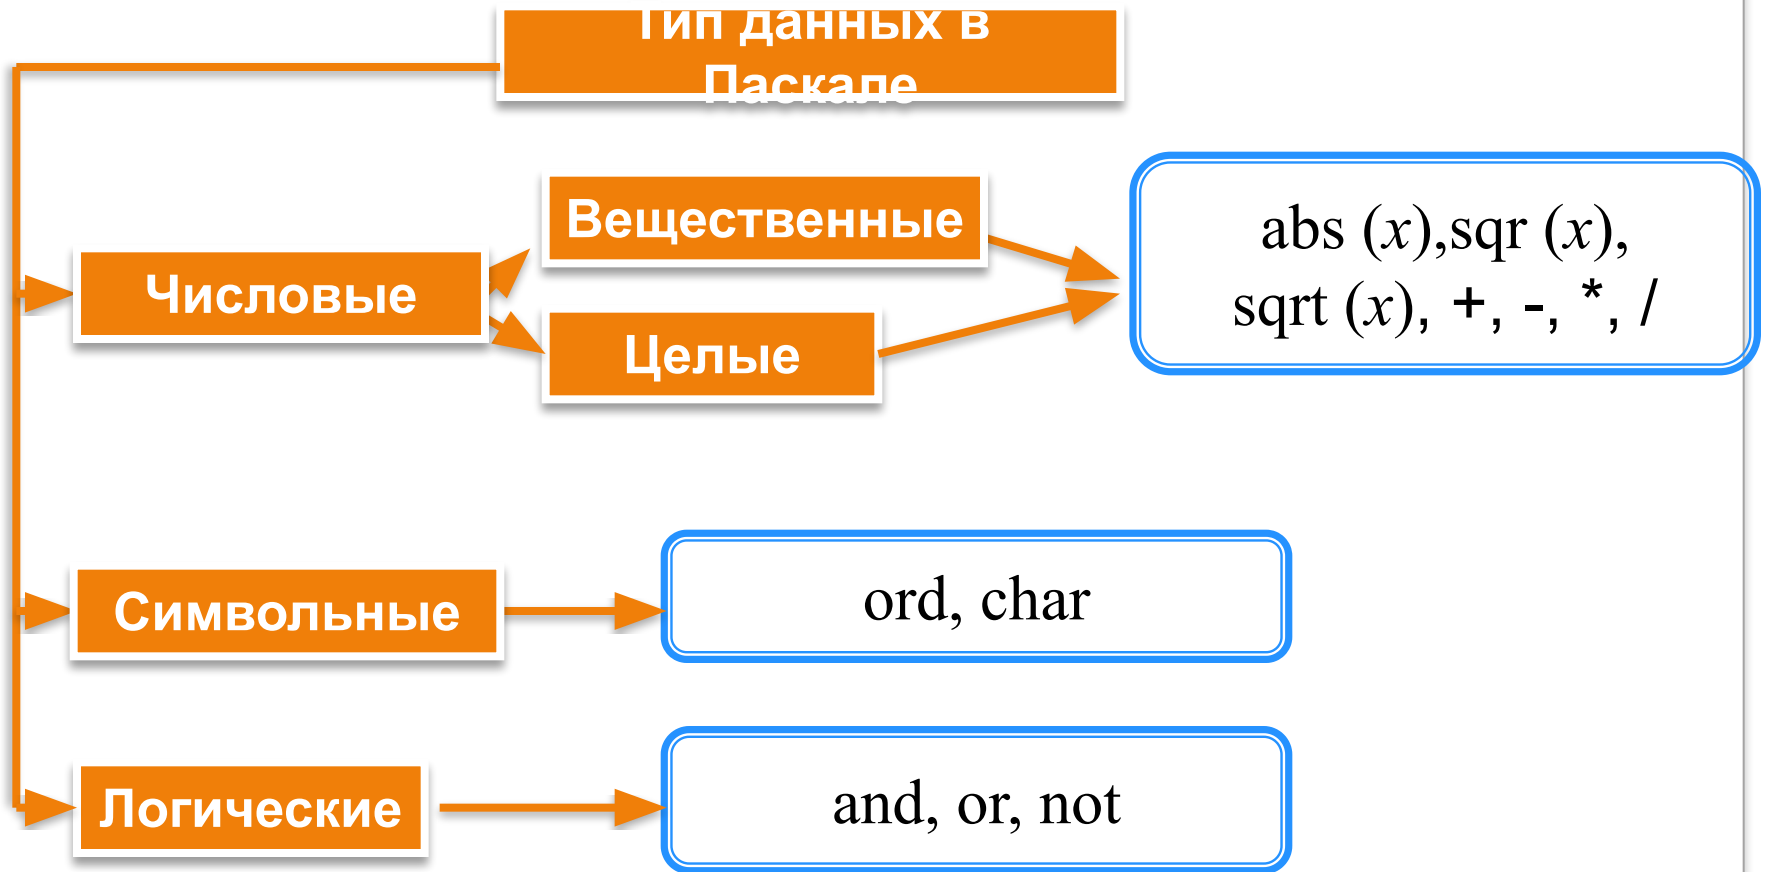 Тип данных в
Паскале
Вещественные
abs (x),sqr (x),
sqrt (x), +, -, *, /
Числовые
Целые
Символьные
ord, char
Логические
and, or, not